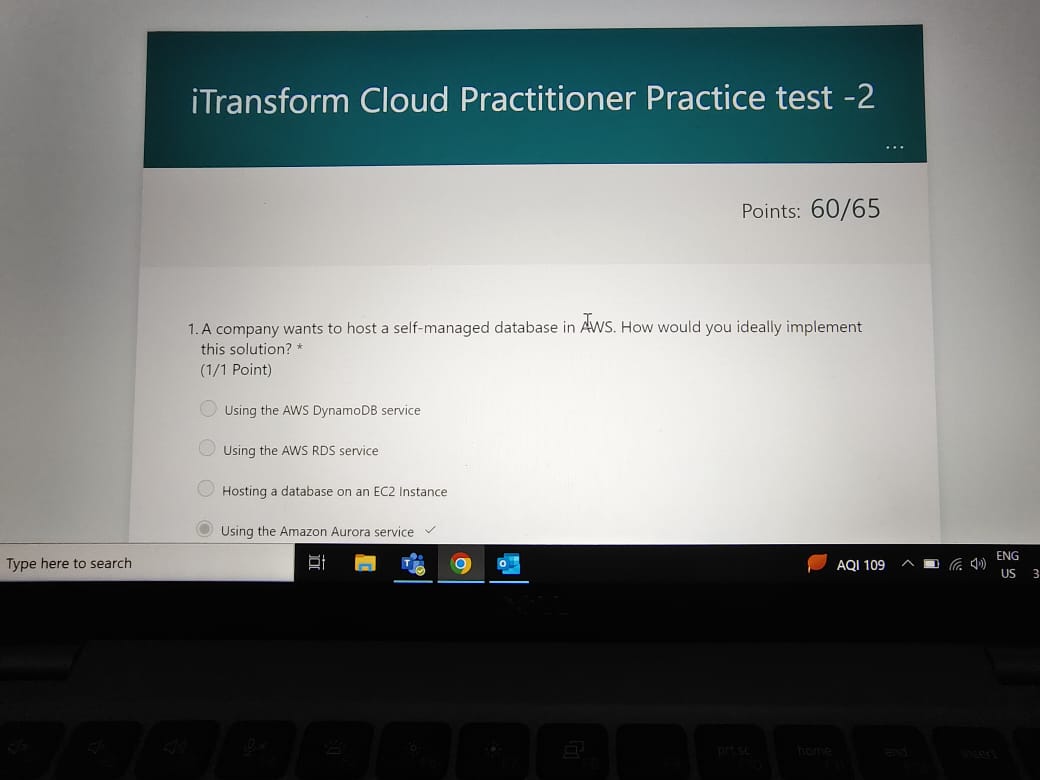 iTransform Cloud Practitioner Practice test -2
...
Points: 60/65
1. A company wants to host a self-managed database in AWS. How would you ideally implement
this solution? *
(1/1 Point)
Using the AWS DynamoDB service
Using the AWS RDS service
Hosting a database on an EC2 Instance
Using the Amazon Aurora service
Type here to search
AQI 109
ENG
US
3
prt sc
home
end
insert